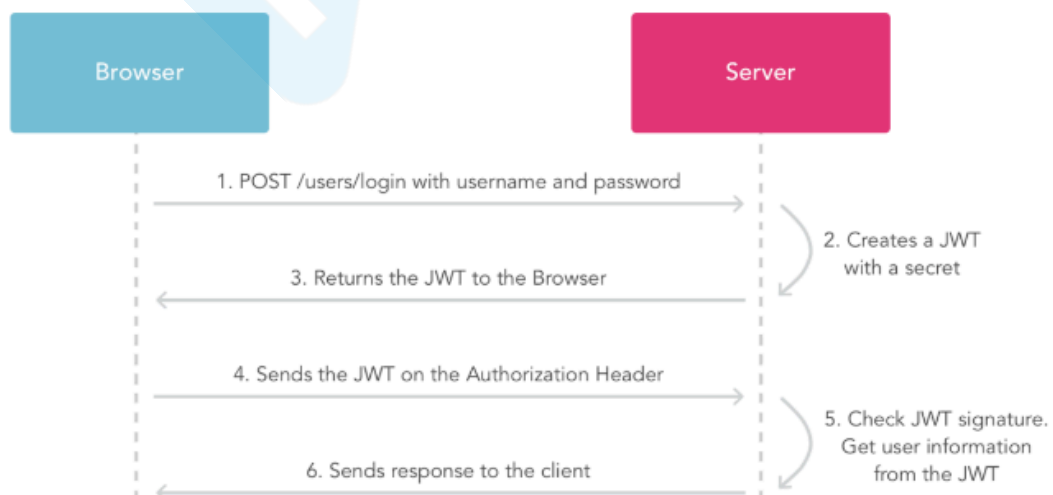 Browser
Server
1. POST /users/login with username and password
2. Creates a JWT
with a secret
3. Returns the JWT to the Browser
4. Sends the JWT on the Authorization Header
5. Check JWT signature.
Get user information
from the JWT
6. Sends response to the client